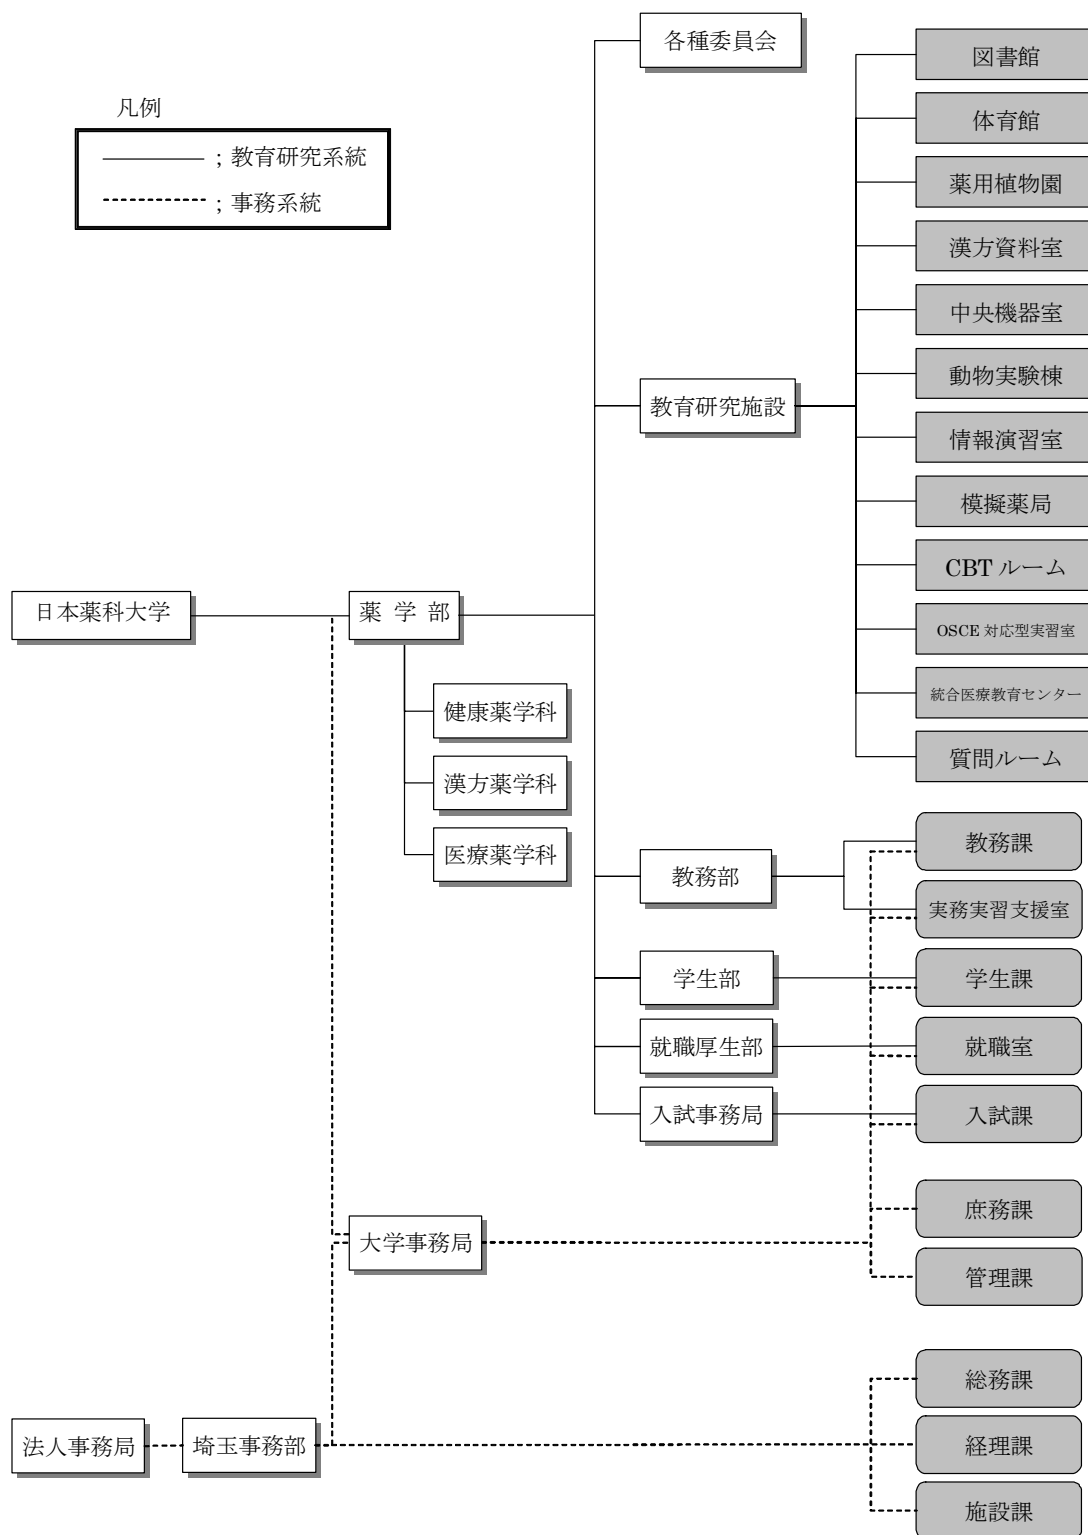 凡例
; 教育研究系統
; 事務系統
各種委員会
図書館
体育館
薬用植物園
漢方資料室
中央機器室
教育研究施設
動物実験棟
情報演習室
模擬薬局
CBT ルーム
日本薬科大学
薬 学 部
OSCE 対応型実習室
統合医療教育センター
健康薬学科
質問ルーム
漢方薬学科
医療薬学科
教務部
教務課
実務実習支援室
学生部
学生課
就職厚生部
就職室
入試事務局
入試課
大学事務局
庶務課
管理課
総務課
法人事務局
埼玉事務部
経理課
施設課